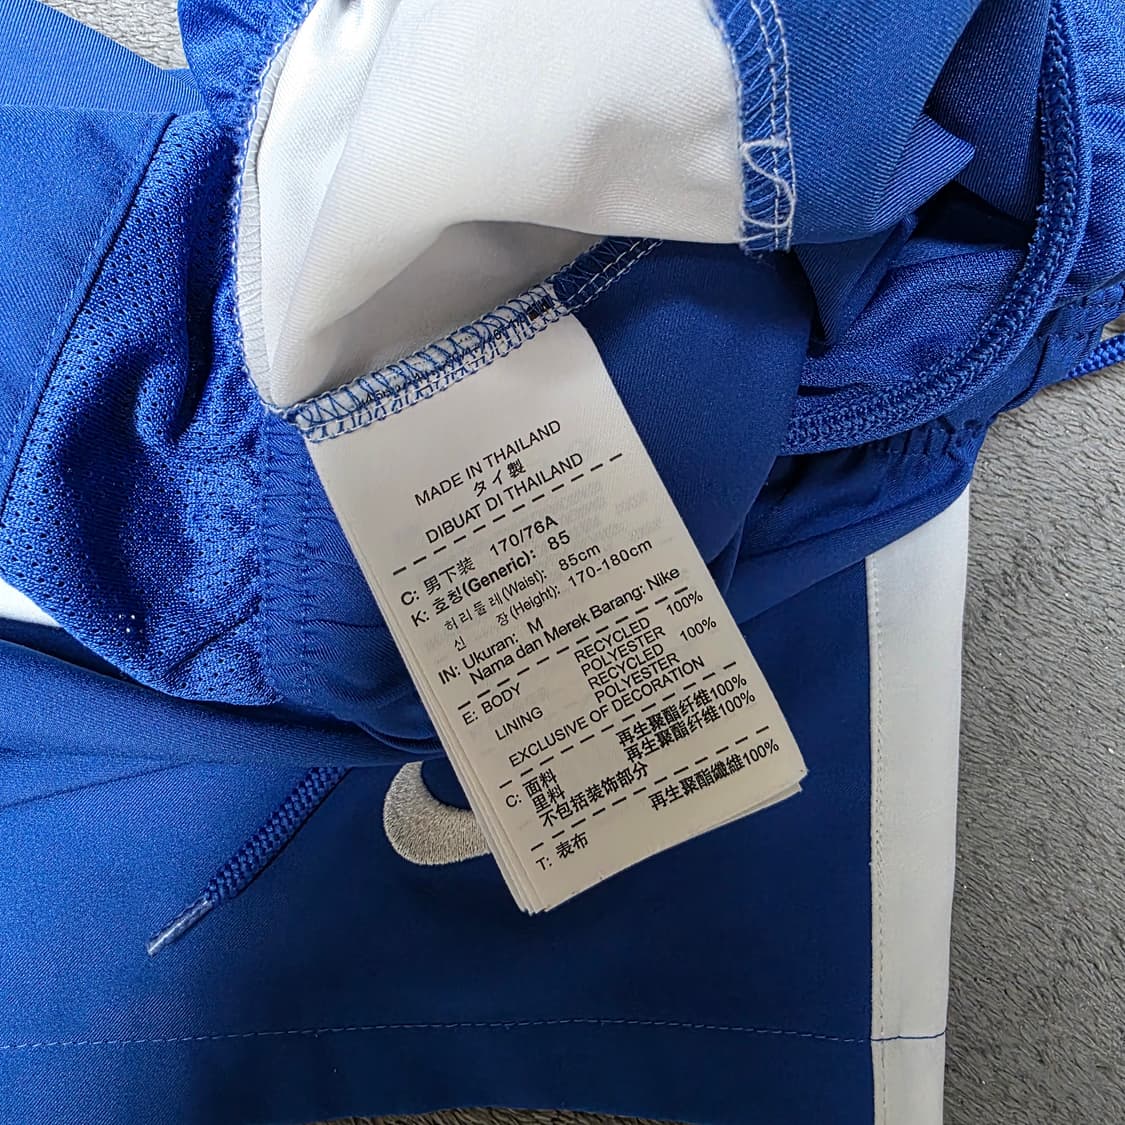 MADE IN THAILAND
タイ製
DIBUAT DI THAILAND
C: 男下装 170/76A
K: 호칭(Generic): 85
허리둘레(Waist): 85cm
신 장(Height): 170-180cm
IN: Ukuran: M
Nama dan Merek Barang: Nike
E: BODY RECYCLED POLYESTER 100%
LINING RECYCLED POLYESTER 100%
EXCLUSIVE OF DECORATION
C: 面料 再生聚酯纤维100%
里料 再生聚酯纤维100%
不包括装饰部分
T: 表布 再生聚酯纖維100%